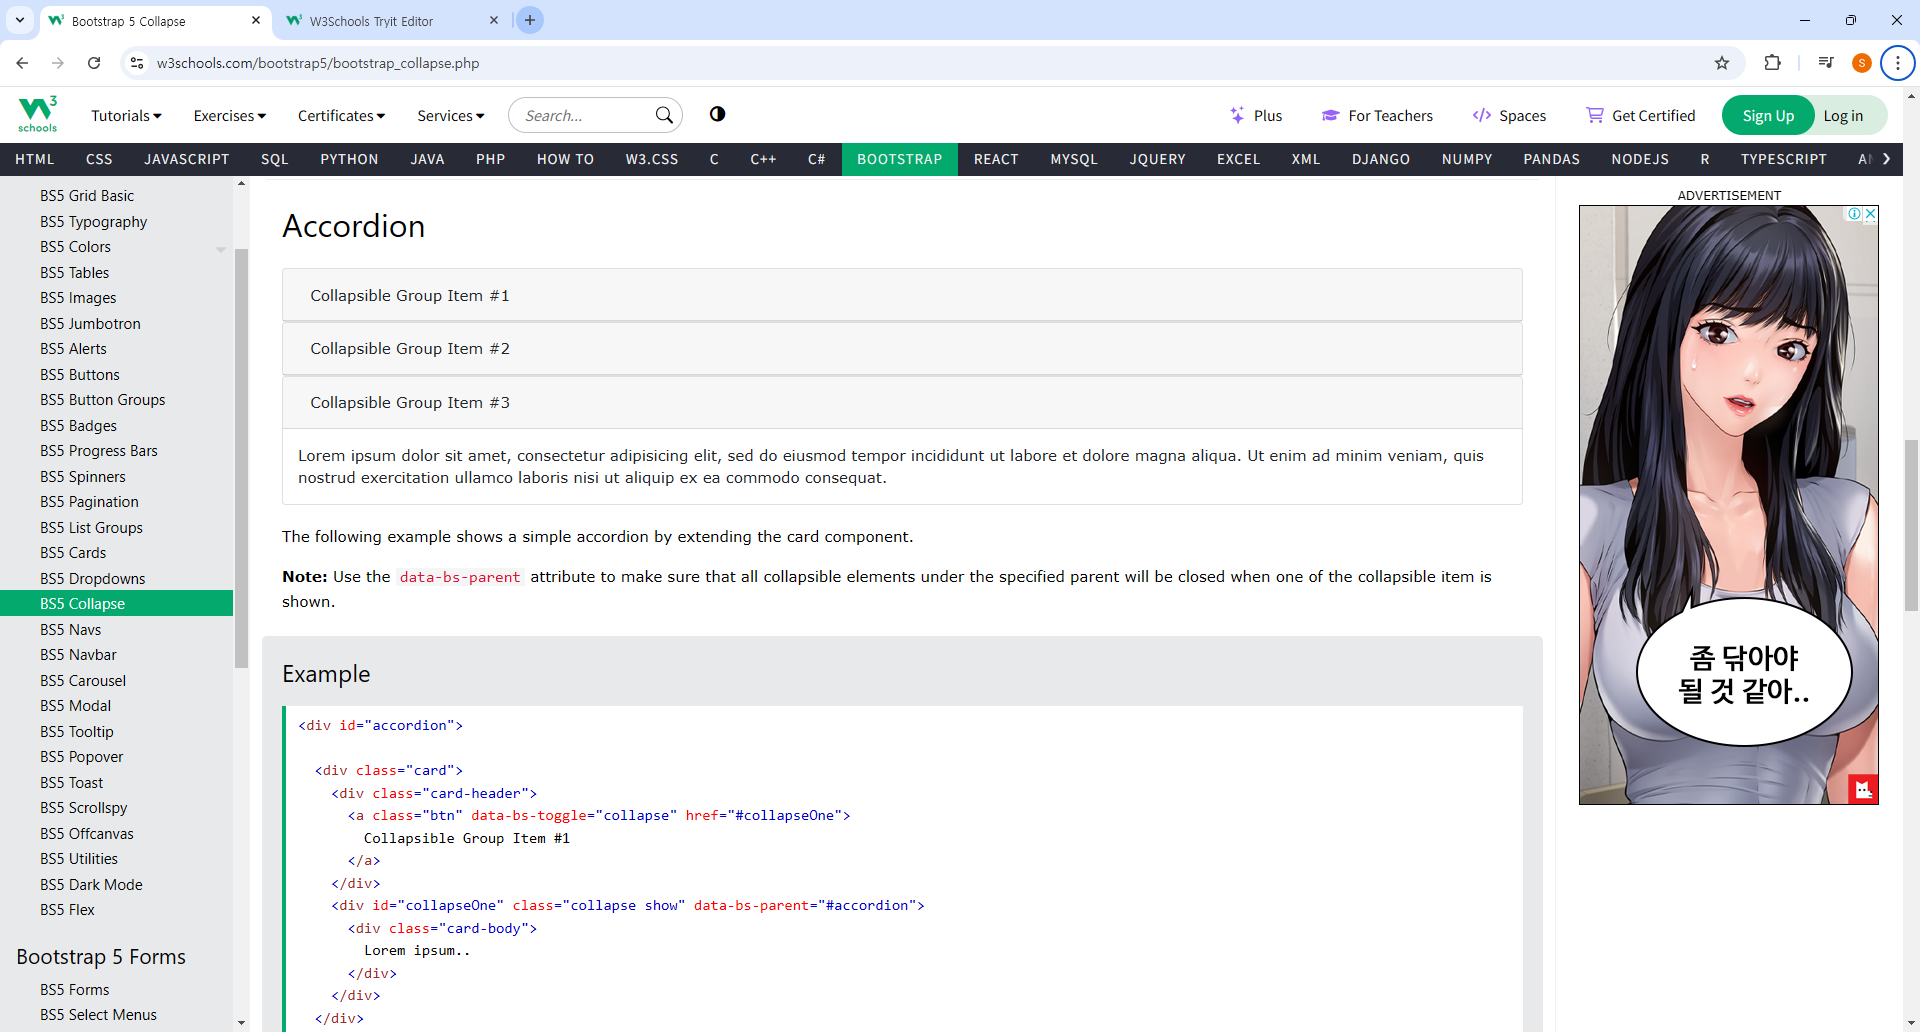 Bootstrap 5 Collapse
W3Schools Tryit Editor
w3schools.com/bootstrap5/bootstrap_collapse.php
S
W3
schools
Tutorials
Exercises
Certificates
Services
Search...
Plus
For Teachers
Spaces
Get Certified
Sign Up
Log in
HTML
CSS
JAVASCRIPT
SQL
PYTHON
JAVA
PHP
HOW TO
W3.CSS
C
C++
C#
BOOTSTRAP
REACT
MYSQL
JQUERY
EXCEL
XML
DJANGO
NUMPY
PANDAS
NODEJS
R
TYPESCRIPT
BS5 Grid Basic
BS5 Typography
BS5 Colors
BS5 Tables
BS5 Images
BS5 Jumbotron
BS5 Alerts
BS5 Buttons
BS5 Button Groups
BS5 Badges
BS5 Progress Bars
BS5 Spinners
BS5 Pagination
BS5 List Groups
BS5 Cards
BS5 Dropdowns
BS5 Collapse
BS5 Navs
BS5 Navbar
BS5 Carousel
BS5 Modal
BS5 Tooltip
BS5 Popover
BS5 Toast
BS5 Scrollspy
BS5 Offcanvas
BS5 Utilities
BS5 Dark Mode
BS5 Flex
Bootstrap 5 Forms
BS5 Forms
BS5 Select Menus
Accordion
Collapsible Group Item #1
Collapsible Group Item #2
Collapsible Group Item #3
Lorem ipsum dolor sit amet, consectetur adipisicing elit, sed do eiusmod tempor incididunt ut labore et dolore magna aliqua. Ut enim ad minim veniam, quis
nostrud exercitation ullamco laboris nisi ut aliquip ex ea commodo consequat.
The following example shows a simple accordion by extending the card component.
Note: Use the data-bs-parent attribute to make sure that all collapsible elements under the specified parent will be closed when one of the collapsible item is
shown.
Example
<div id="accordion">
<div class="card">
<div class="card-header">
<a class="btn" data-bs-toggle="collapse" href="#collapseOne">
Collapsible Group Item #1
</a>
</div>
<div id="collapseOne" class="collapse show" data-bs-parent="#accordion">
<div class="card-body">
Lorem ipsum..
</div>
</div>
</div>
ADVERTISEMENT
좀 닦아야
될 것 같아..